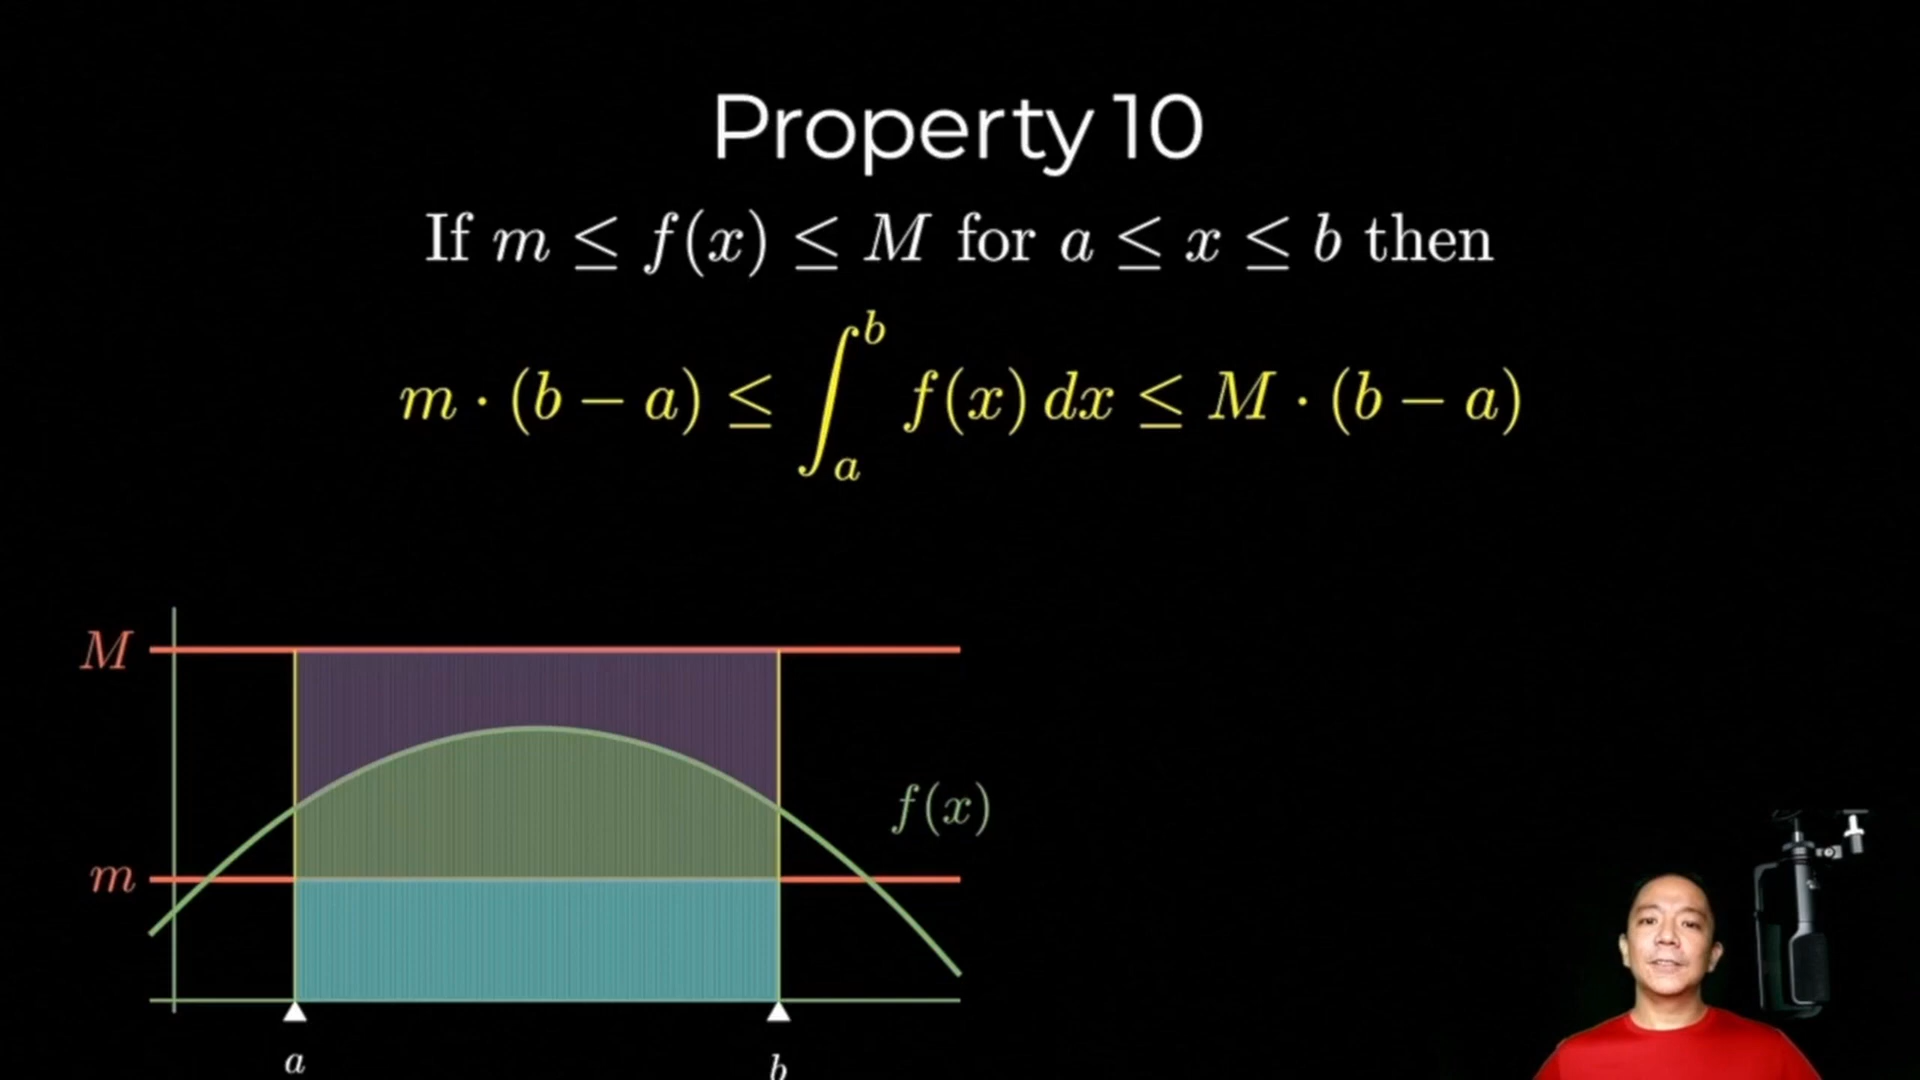 Property 10
If m ≤ f(x) ≤ M for a ≤ x ≤ b then
m · (b − a) ≤ ∫_a^b f(x) dx ≤ M · (b − a)
M
f(x)
m
a b